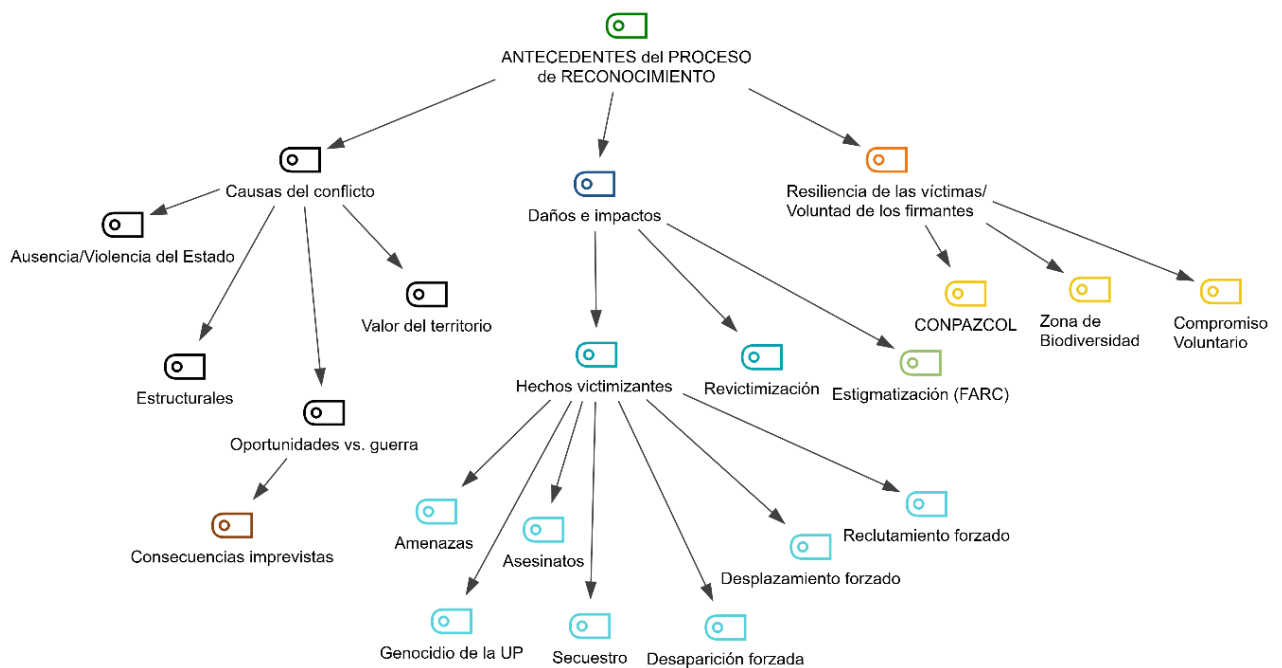 ANTECEDENTES del PROCESO
de RECONOCIMIENTO
Causas del conflicto
Daños e impactos
Resiliencia de las víctimas/
Voluntad de los firmantes
Ausencia/Violencia del Estado
Valor del territorio
Estructurales
Oportunidades vs. guerra
Consecuencias imprevistas
Hechos victimizantes
Revictimización
Estigmatización (FARC)
CONPAZCOL
Zona de
Biodiversidad
Compromiso
Voluntario
Amenazas
Asesinatos
Reclutamiento forzado
Desplazamiento forzado
Genocidio de la UP
Secuestro
Desaparición forzada